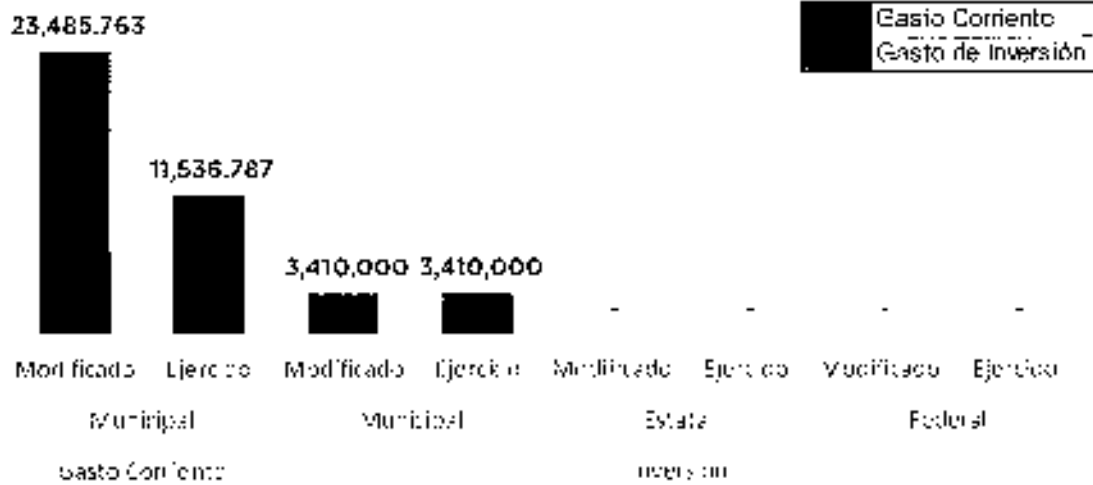 23,485,763
Gasto Corriente
Gasto de Inversión
11,536,787
3,410,000 3,410,000
- - - -
Modificado Ejercido Modificado Ejercido Modificado Ejercido Modificado Ejercido
Municipal Municipal Estatal Federal
Gasto Corriente Inversión